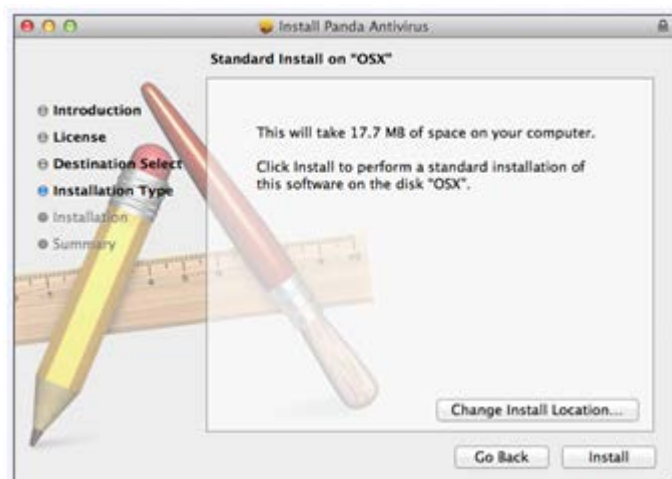 Install Panda Antivirus
Standard Install on "OSX"
Introduction
License
Destination Select
Installation Type
Installation
Summary
This will take 17.7 MB of space on your computer.
Click Install to perform a standard installation of
this software on the disk "OSX".
Change Install Location...
Go Back
Install